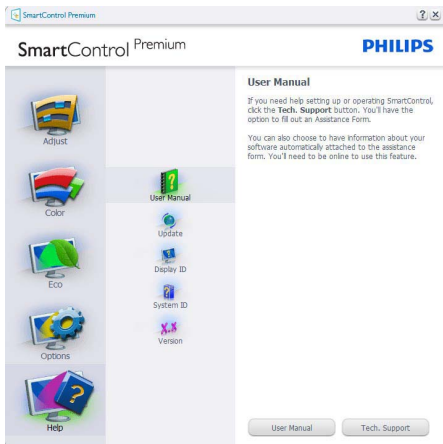 SmartControl Premium
? X
SmartControl Premium
PHILIPS
Adjust
Color
Eco
Options
Help
User Manual
Update
Display ID
System ID
Version
User Manual
If you need help setting up or operating SmartControl,
click the Tech. Support button. You'll have the
option to fill out an Assistance Form.
You can also choose to have information about your
software automatically attached to the assistance
form. You'll need to be online to use this feature.
User Manual
Tech. Support